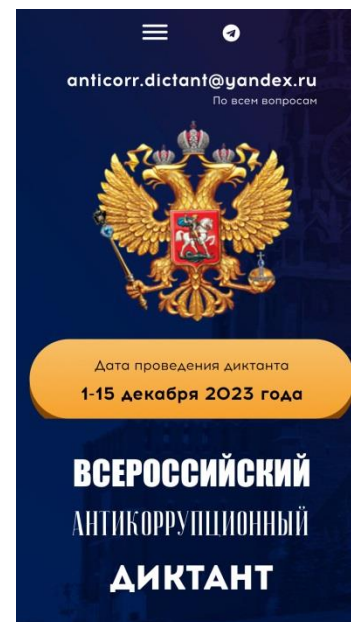 anticorr.dictant@yandex.ru
По всем вопросам
Дата проведения диктанта
1-15 декабря 2023 года
ВСЕРОССИЙСКИЙ
АНТИКОРРУПЦИОННЫЙ
ДИКТАНТ